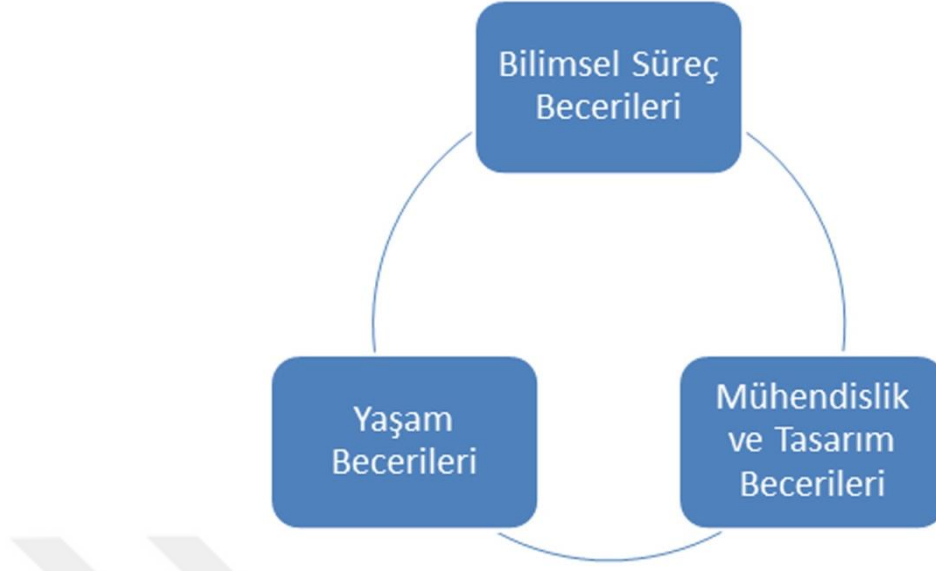 Bilimsel Süreç
Becerileri
Yaşam
Becerileri
Mühendislik
ve Tasarım
Becerileri